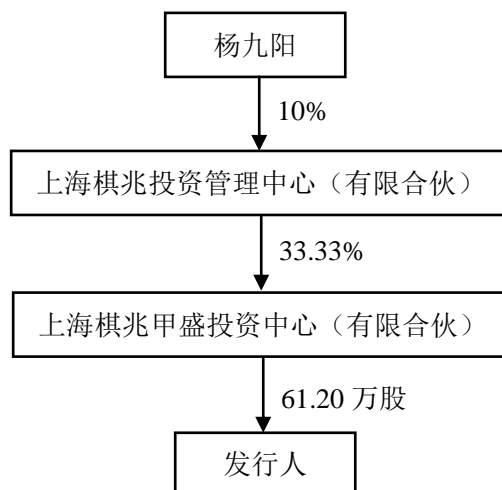 杨九阳
10%
上海棋兆投资管理中心（有限合伙）
33.33%
上海棋兆甲盛投资中心（有限合伙）
61.20 万股
发行人